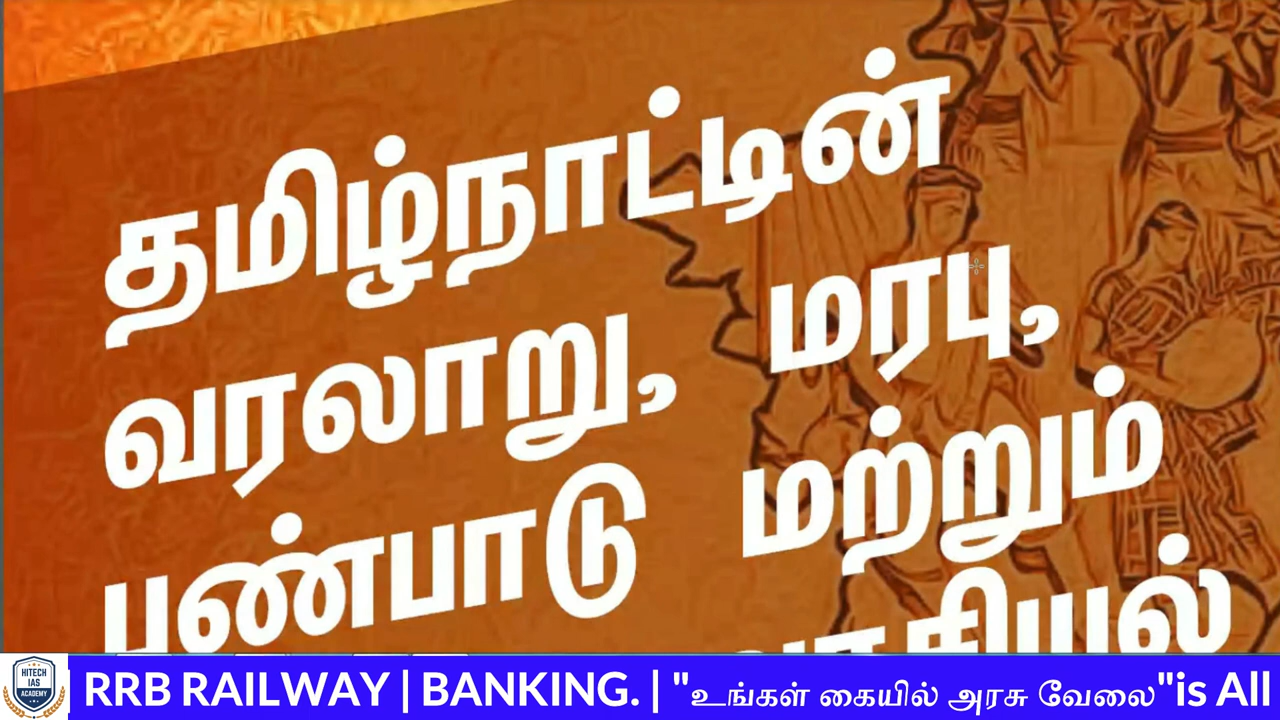 தமிழ்நாட்டின்
வரலாறு, மரபு,
பண்பாடு மற்றும்
HITECH
IAS
ACADEMY
RRB RAILWAY | BANKING. | "உங்கள் கையில் அரசு வேலை"is All